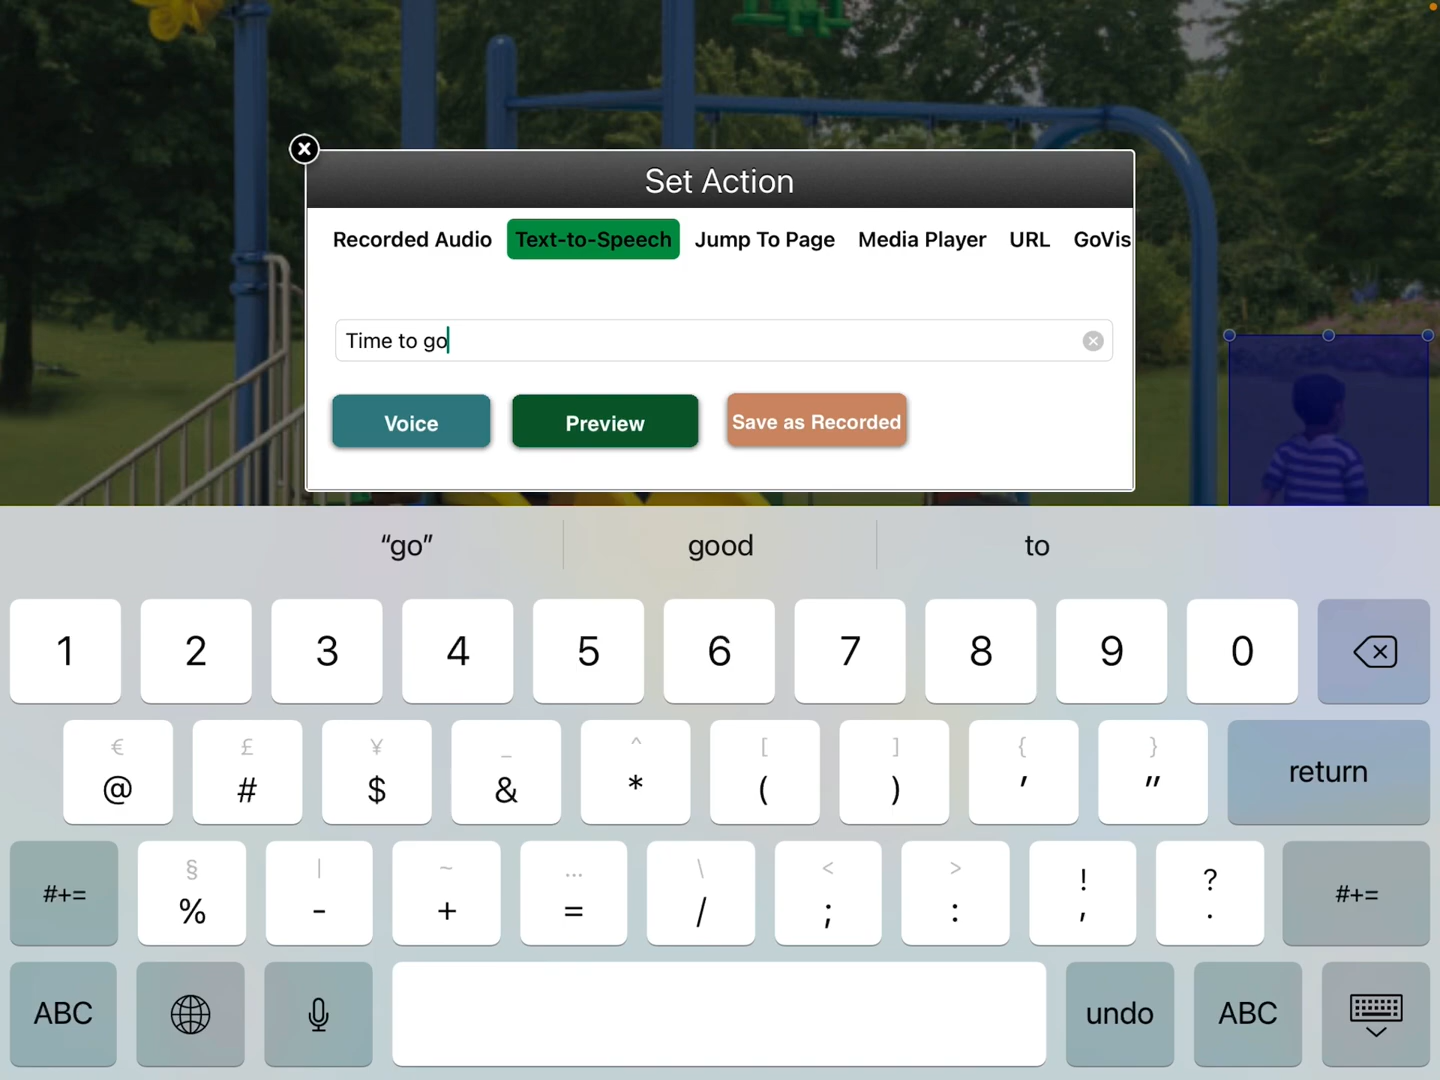 Set Action
Recorded Audio Text-to-Speech Jump To Page Media Player URL GoVis
Time to go
Voice Preview Save as Recorded
“go” good to
1 2 3 4 5 6 7 8 9 0
€ £ ¥ _ ^ [ ] { }
@ # $ & * ( ) ' " return
§ | ~ … \ < > ! ?
#+= % - + = / ; : , . #+=
ABC undo ABC